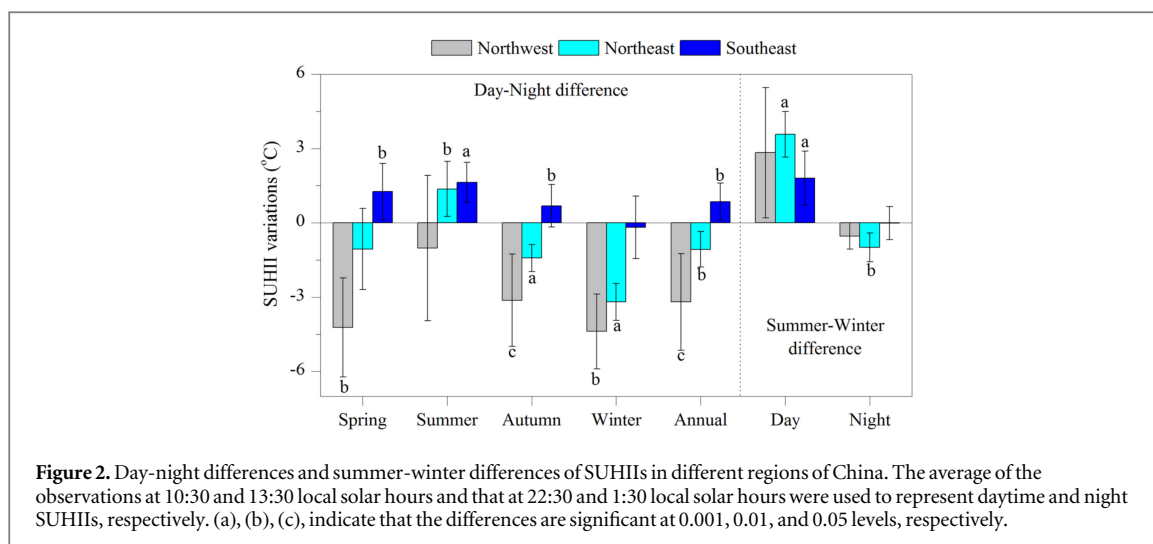 Northwest Northeast Southeast
6
Day-Night difference
a
b
b
a
a
3
b
b
SUHII variations (°C)
0
a
b
b
-3
a
Summer-Winter
difference
c
c
-6
b
b
Spring Summer Autumn Winter Annual Day Night
Figure 2. Day-night differences and summer-winter differences of SUHIIs in different regions of China. The average of the
observations at 10:30 and 13:30 local solar hours and that at 22:30 and 1:30 local solar hours were used to represent daytime and night
SUHIIs, respectively. (a), (b), (c), indicate that the differences are significant at 0.001, 0.01, and 0.05 levels, respectively.